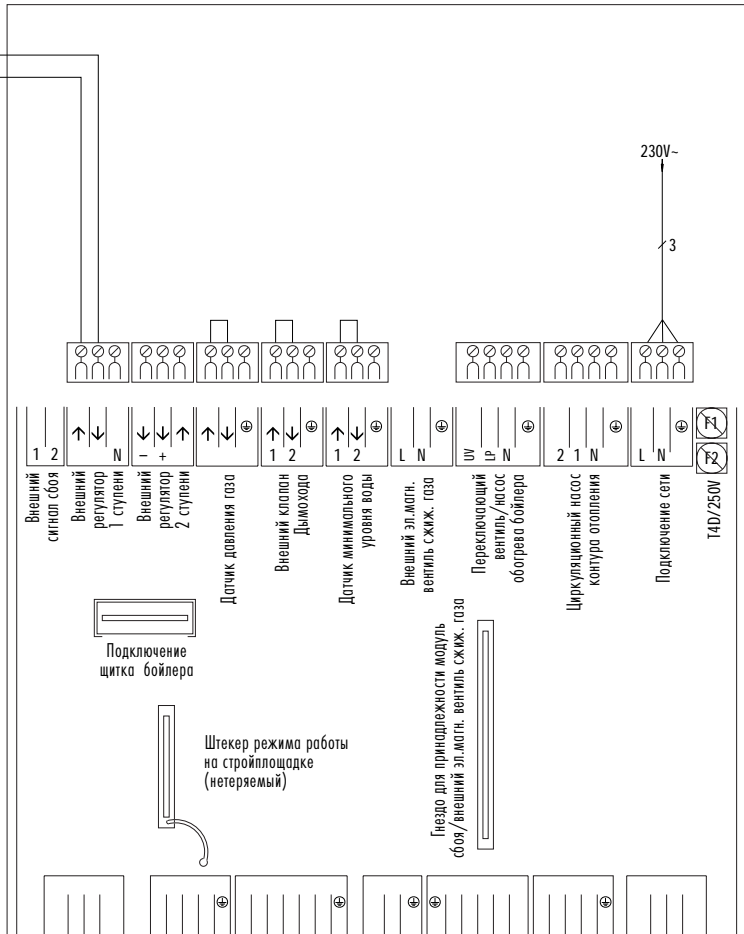 230V~
3
1 2
N
− +
1 2
1 2
L N
UV LP N
2 1 N
L N
F1
F2
T4D/250V
Внешний
сигнал сбоя
Внешний
регулятор
1 ступени
Внешний
регулятор
2 ступени
Датчик давления газа
Внешний клапан
Дымохода
Датчик минимального
уровня воды
Внешний эл.магн.
вентиль сжиж. газа
Переключающий
вентиль/насос
обогрева бойлера
Циркуляционный насос
контура отопления
Подключение сети
Подключение
щитка бойлера
Штекер режима работы
на стройплощадке
(нетеряемый)
Гнездо для принадлежности модуль
сбоя/внешний эл.магн. вентиль сжиж. газа